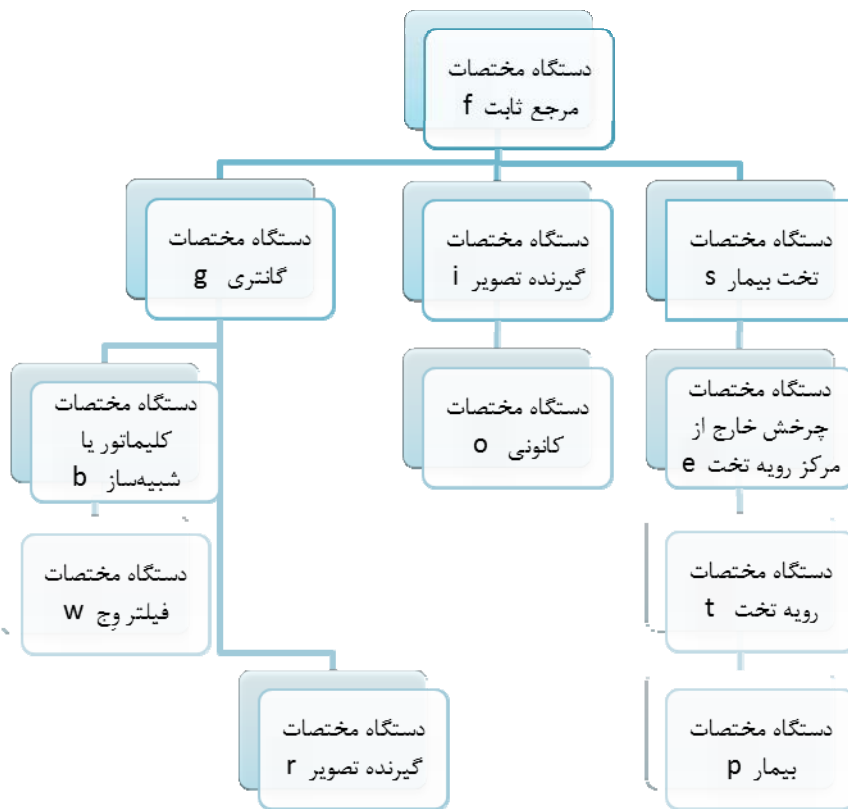 دستگاه مختصات
مرجع ثابت f
دستگاه مختصات
تخت بیمار s
دستگاه مختصات
گیرنده تصویر i
دستگاه مختصات
گانتری g
دستگاه مختصات
چرخش خارج از
مرکز رویه تخت e
دستگاه مختصات
کانونی o
دستگاه مختصات
کلیماتور یا
شبیه‌ساز b
دستگاه مختصات
رویه تخت t
دستگاه مختصات
فیلتر وِج w
دستگاه مختصات
بیمار p
دستگاه مختصات
گیرنده تصویر r